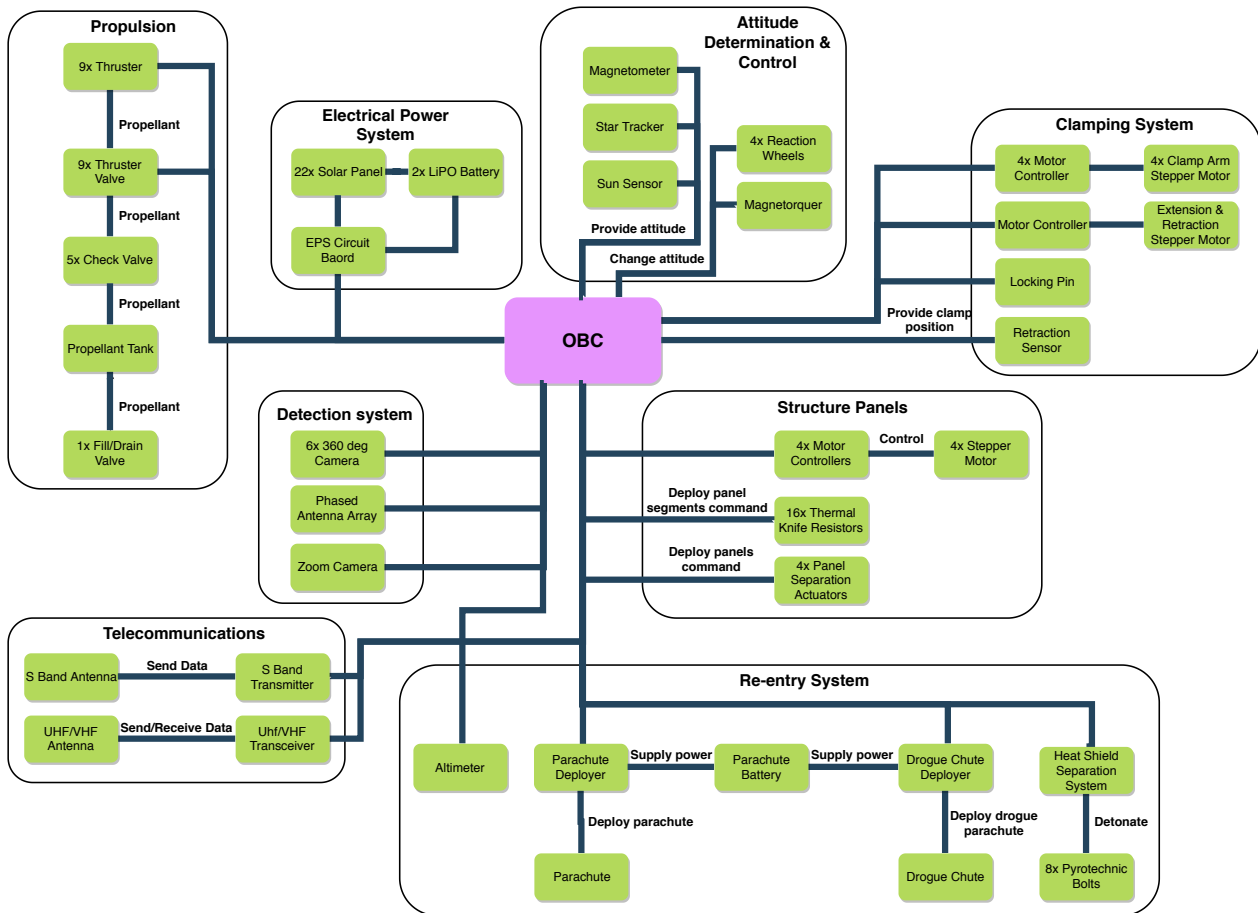 Propulsion
9x Thruster
Propellant
9x Thruster
Valve
Propellant
5x Check Valve
Propellant
Propellant Tank
Propellant
1x Fill/Drain
Valve
Electrical Power
System
22x Solar Panel
2x LiPO Battery
EPS Circuit
Baord
Attitude
Determination &
Control
Magnetometer
Star Tracker
Sun Sensor
4x Reaction
Wheels
Magnetorquer
Provide attitude
Change attitude
Clamping System
4x Motor
Controller
4x Clamp Arm
Stepper Motor
Motor Controller
Extension &
Retraction
Stepper Motor
Locking Pin
Provide clamp
position
Retraction
Sensor
OBC
Detection system
6x 360 deg
Camera
Phased
Antenna Array
Zoom Camera
Structure Panels
4x Motor
Controllers
Control
4x Stepper
Motor
Deploy panel
segments command
16x Thermal
Knife Resistors
Deploy panels
command
4x Panel
Separation
Actuators
Telecommunications
S Band Antenna
Send Data
S Band
Transmitter
UHF/VHF
Antenna
Send/Receive Data
Uhf/VHF
Transceiver
Re-entry System
Altimeter
Parachute
Deployer
Supply power
Parachute
Battery
Supply power
Drogue Chute
Deployer
Heat Shield
Separation
System
Deploy parachute
Deploy drogue
parachute
Detonate
Parachute
Drogue Chute
8x Pyrotechnic
Bolts